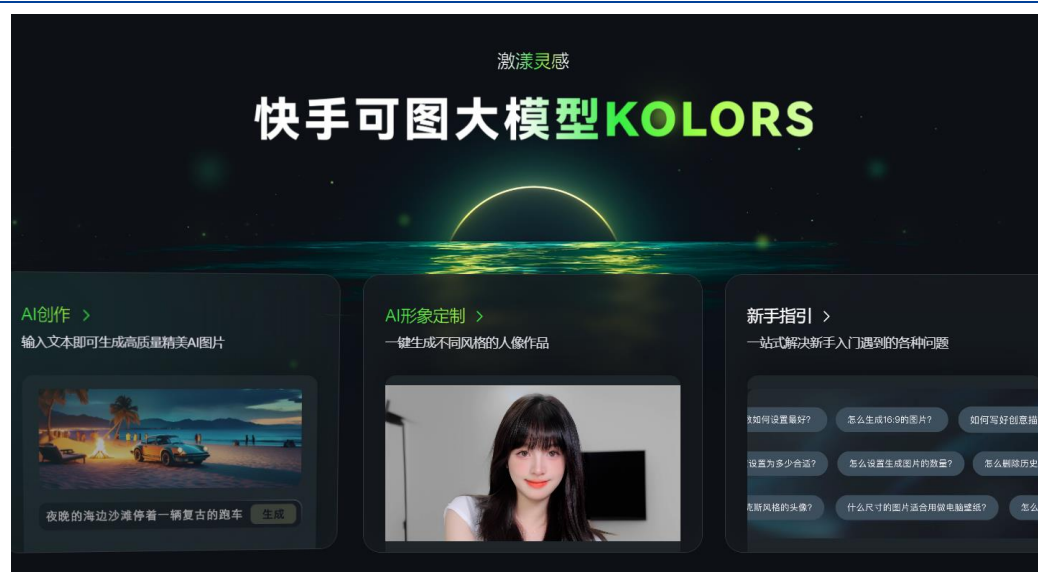 激漾灵感
快手可图大模型KOLORS
AI创作 >
输入文本即可生成高质量精美AI图片
夜晚的海边沙滩停着一辆复古的跑车
生成
AI形象定制 >
一键生成不同风格的人像作品
新手指引 >
一站式解决新手入门遇到的各种问题
如何设置最好?
怎么生成16:9的图片?
如何写好创意描
设置为多少合适?
怎么设置生成图片的数量?
怎么删除历史
克斯风格的头像?
什么尺寸的图片适合用做电脑壁纸?
怎么